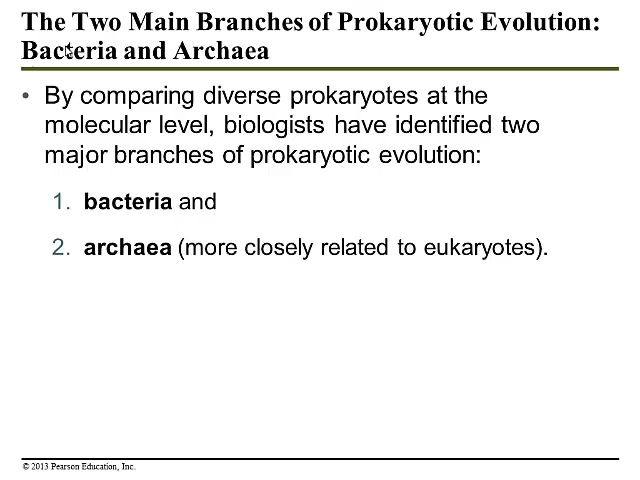 The Two Main Branches of Prokaryotic Evolution:
Bacteria and Archaea
• By comparing diverse prokaryotes at the
molecular level, biologists have identified two
major branches of prokaryotic evolution:
1. bacteria and
2. archaea (more closely related to eukaryotes).
© 2013 Pearson Education, Inc.